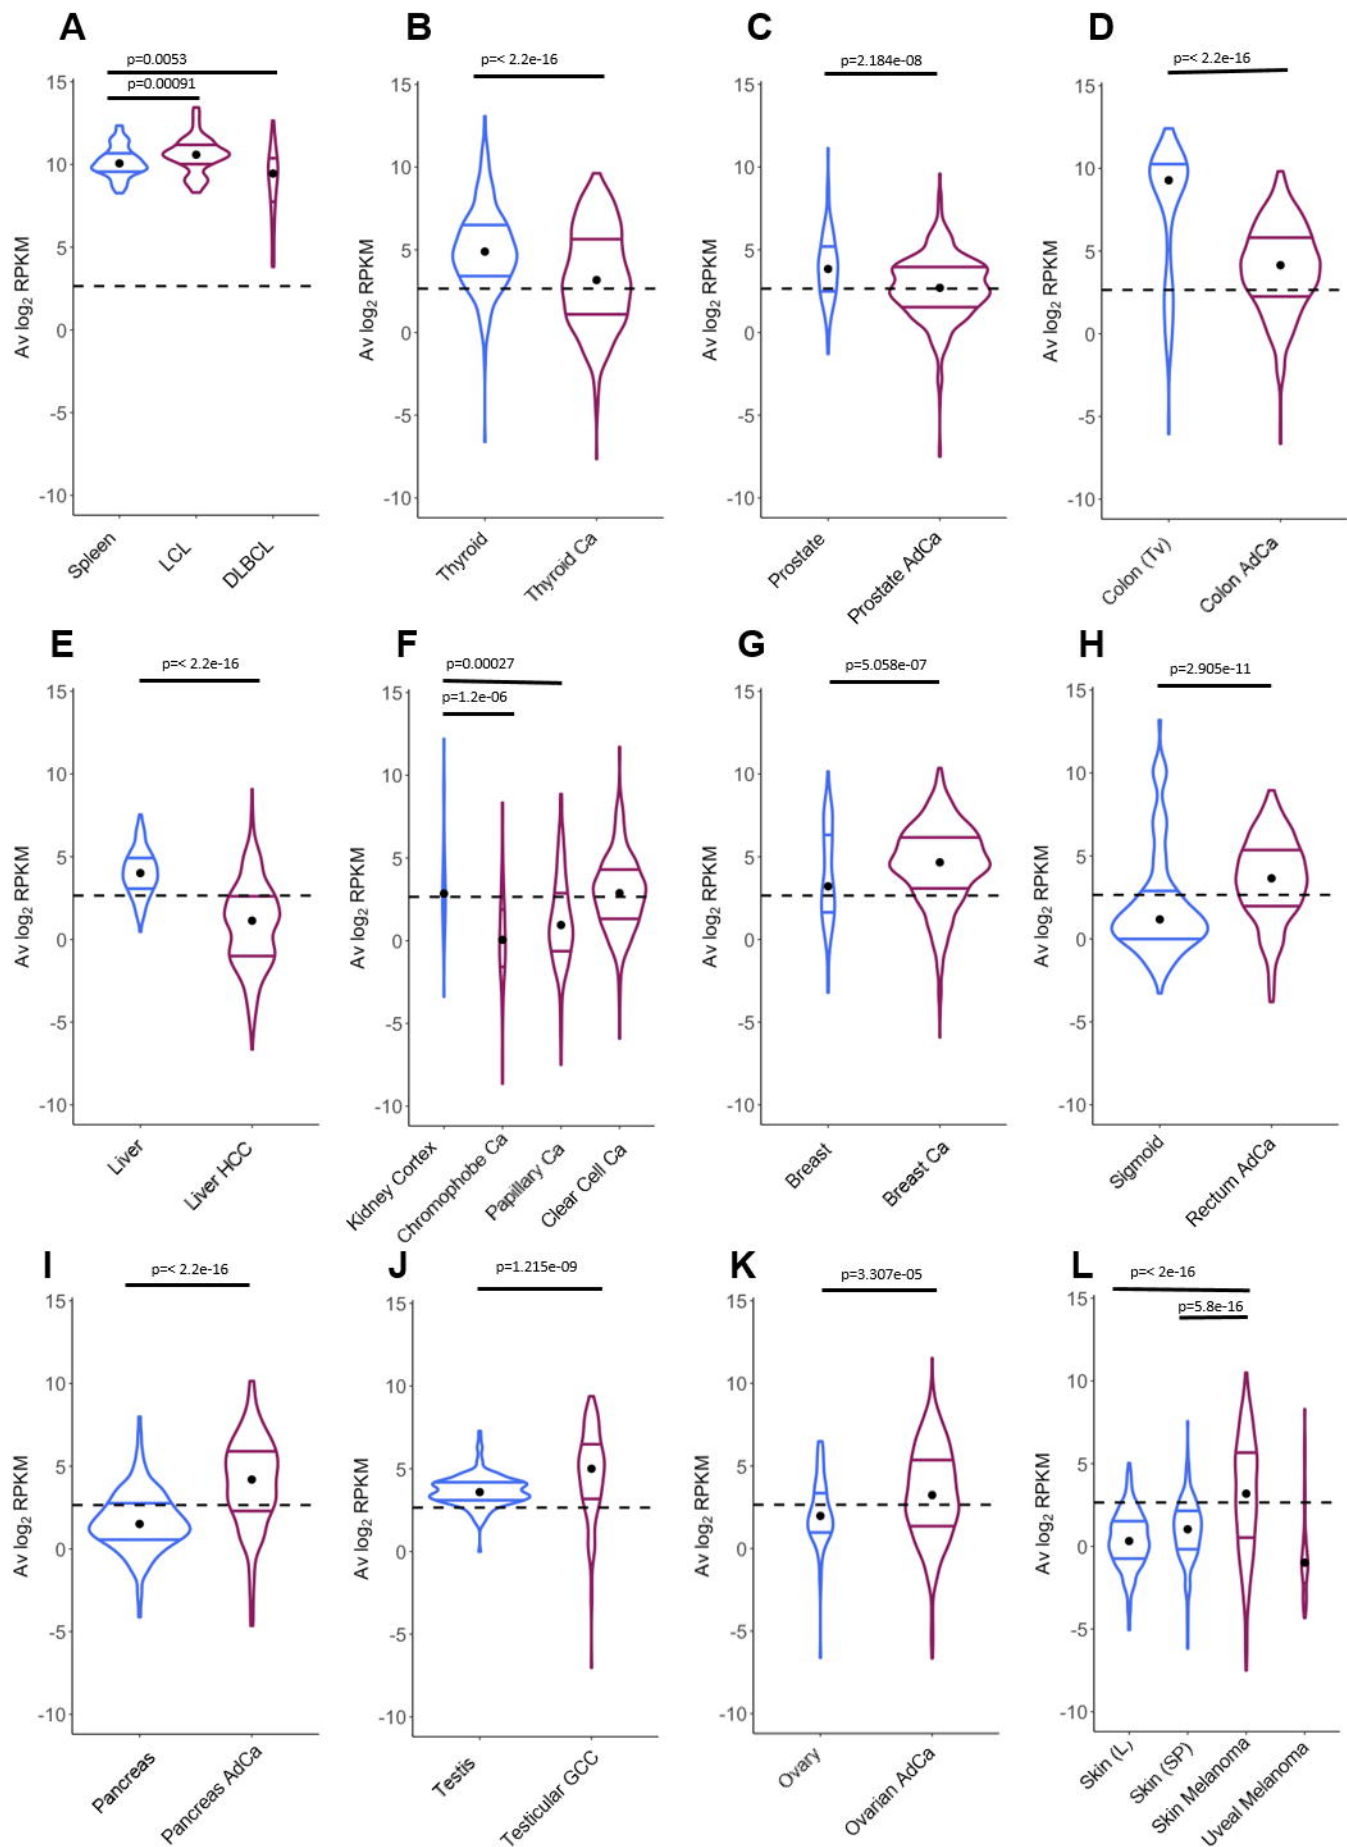 A
p=0.0053
p=0.00091
15
10
5
0
-5
-10
Av log2 RPKM
Spleen
LCL
DLBCL
B
p=< 2.2e-16
15
10
5
0
-5
-10
Av log2 RPKM
Thyroid
Thyroid Ca
C
p=2.184e-08
15
10
5
0
-5
-10
Av log2 RPKM
Prostate
Prostate AdCa
D
p=< 2.2e-16
15
10
5
0
-5
-10
Av log2 RPKM
Colon (Tv)
Colon AdCa
E
p=< 2.2e-16
15
10
5
0
-5
-10
Av log2 RPKM
Liver
Liver HCC
F
p=0.00027
p=1.2e-06
15
10
5
0
-5
-10
Av log2 RPKM
Kidney Cortex
Chromophobe Ca
Papillary Ca
Clear Cell Ca
G
p=5.058e-07
15
10
5
0
-5
-10
Av log2 RPKM
Breast
Breast Ca
H
p=2.905e-11
15
10
5
0
-5
-10
Av log2 RPKM
Sigmoid
Rectum AdCa
I
p=< 2.2e-16
15
10
5
0
-5
-10
Av log2 RPKM
Pancreas
Pancreas AdCa
J
p=1.215e-09
15
10
5
0
-5
-10
Av log2 RPKM
Testis
Testicular GCC
K
p=3.307e-05
15
10
5
0
-5
-10
Av log2 RPKM
Ovary
Ovarian AdCa
L
p=< 2e-16
p=5.8e-16
15
10
5
0
-5
-10
Av log2 RPKM
Skin (L)
Skin (SP)
Skin Melanoma
Uveal Melanoma